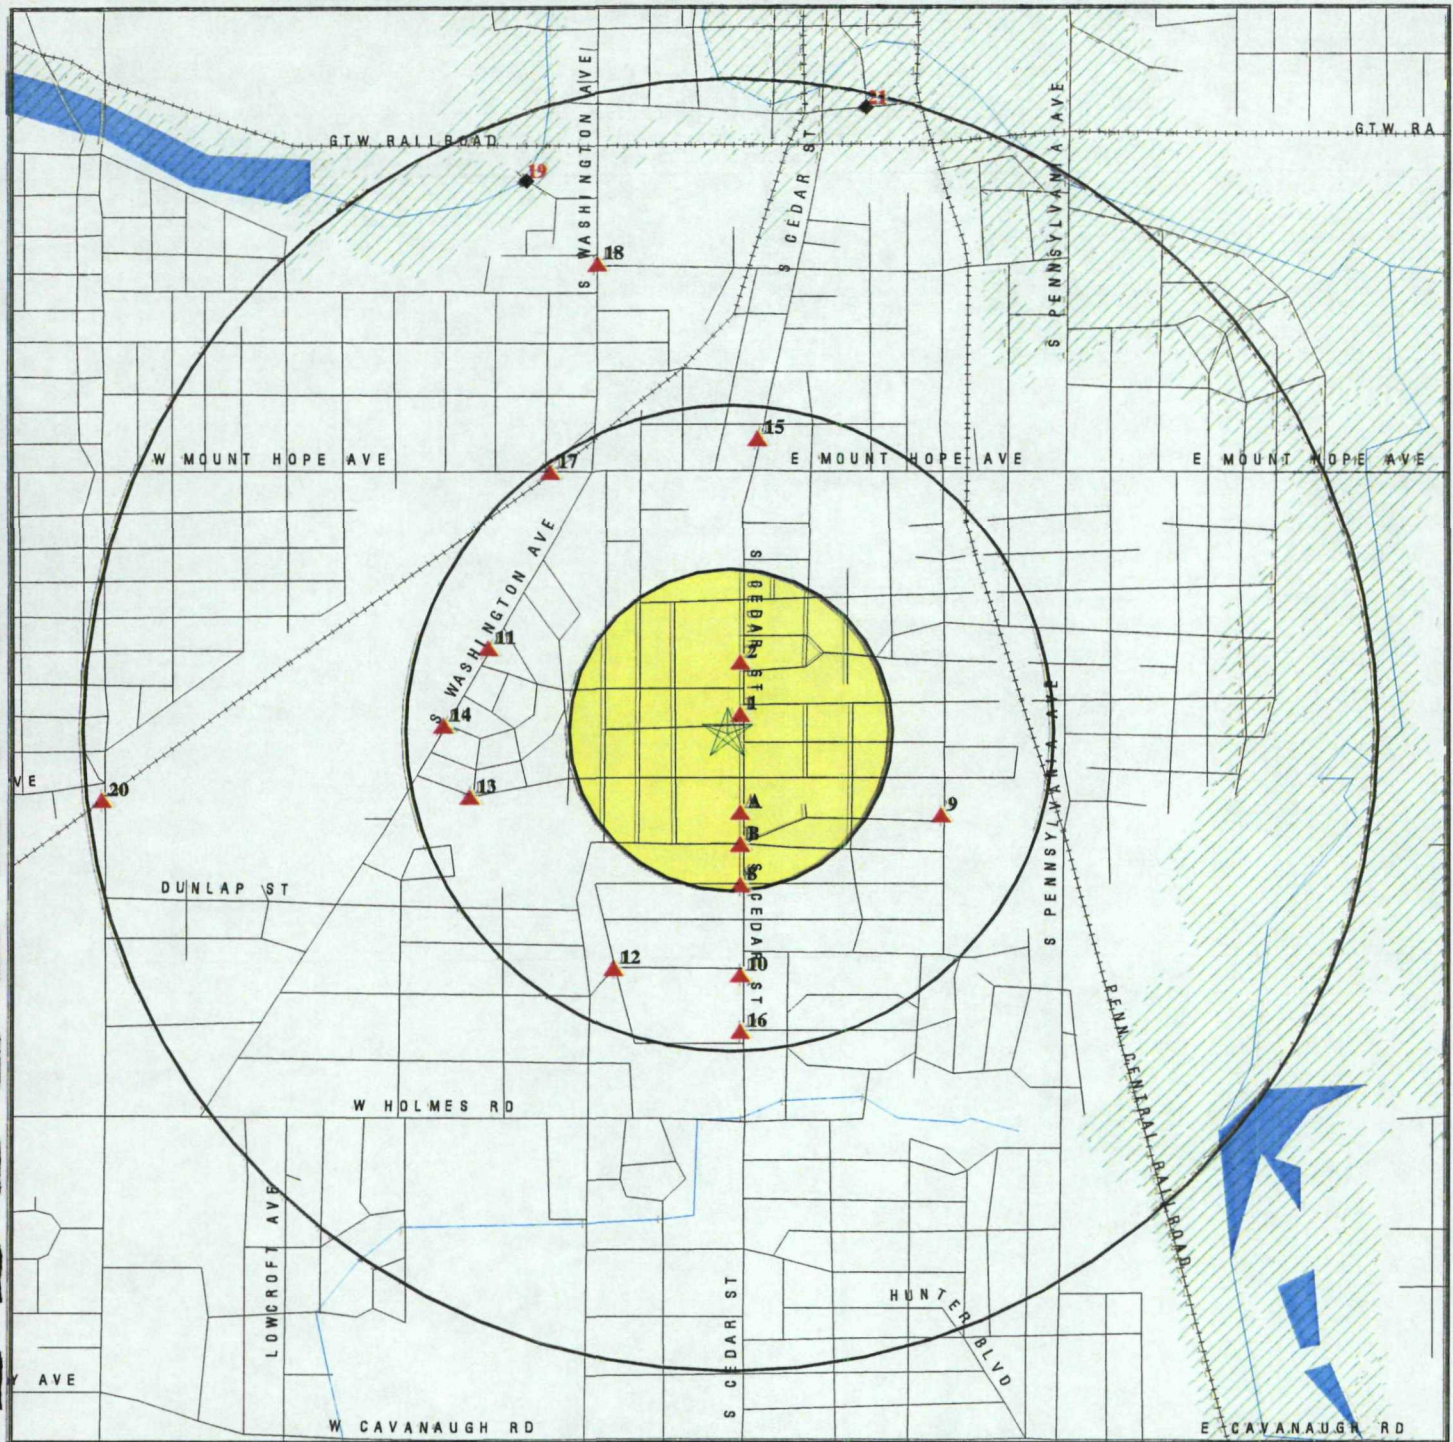 S WASHINGTON AVE
21
S PENNSYLVANIA AVE
GTW RAILROAD
S CEDAR ST
GTW RA
19
18
15
W MOUNT HOPE AVE
17
E MOUNT HOPE AVE
E MOUNT HOPE AVE
S WASHINGTON AVE
S CEDAR ST
11
2
1
14
S PENNSYLVANIA AVE
VE
20
13
A
9
B
DUNLAP ST
S CEDAR ST
12
10
16
PENN CENTRAL RAILROAD
W HOLMES RD
LOWCROFT AVE
S CEDAR ST
HUNTER BLVD
Y AVE
W CAVANAUGH RD
E CAVANAUGH RD